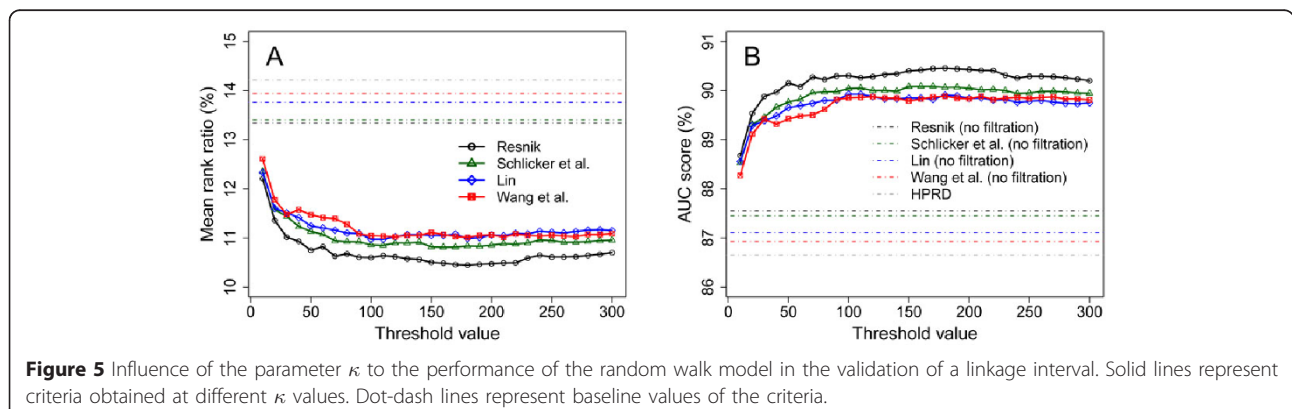 A
Mean rank ratio (%)
15
14
13
12
11
10
Resnik
Schlicker et al.
Lin
Wang et al.
0 50 100 150 200 250 300
Threshold value
B
AUC score (%)
91
90
89
88
87
86
Resnik (no filtration)
Schlicker et al. (no filtration)
Lin (no filtration)
Wang et al. (no filtration)
HPRD
0 50 100 150 200 250 300
Threshold value
Figure 5 Influence of the parameter κ to the performance of the random walk model in the validation of a linkage interval. Solid lines represent
criteria obtained at different κ values. Dot-dash lines represent baseline values of the criteria.